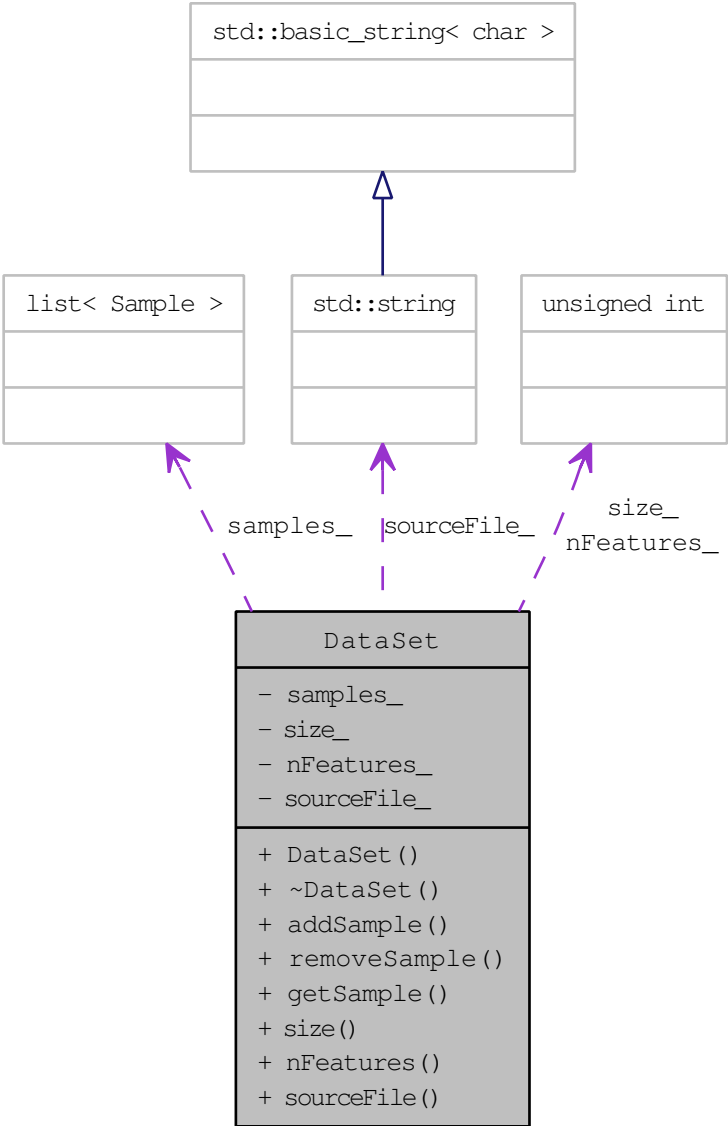 std::basic_string< char >
list< Sample >
std::string
unsigned int
samples_
sourceFile_
size_
nFeatures_
DataSet
- samples_
- size_
- nFeatures_
- sourceFile_
+ DataSet()
+ ~DataSet()
+ addSample()
+ removeSample()
+ getSample()
+ size()
+ nFeatures()
+ sourceFile()